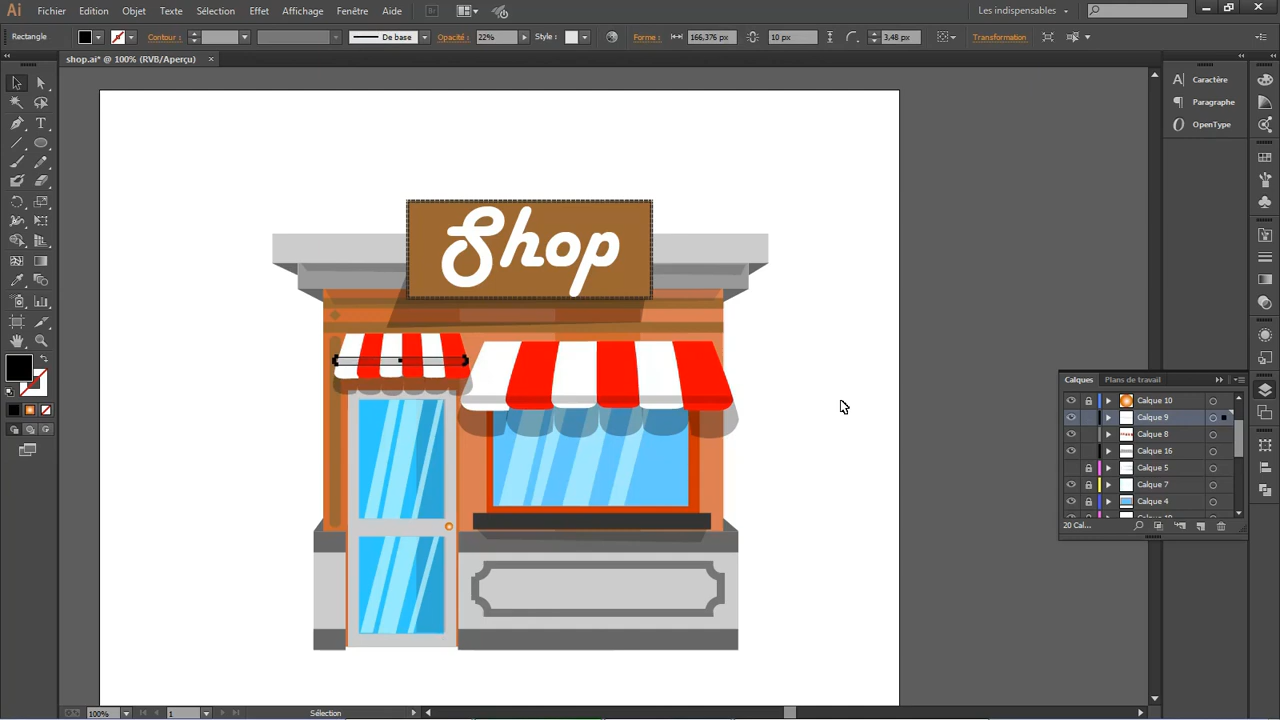 Ai Fichier Edition Objet Texte Sélection Effet Affichage Fenêtre Aide Br Les indispensables
Rectangle Contour : De base Opacité : 22% Style : Forme : 166,376 px 10 px 3,48 px Transformation
shop.ai* @ 100% (RVB/Aperçu)
Caractère
Paragraphe
OpenType
Shop
Calques Plans de travail
Calque 10
Calque 9
Calque 8
Calque 16
Calque 5
Calque 7
Calque 4
20 Cal...
100% 1 Sélection